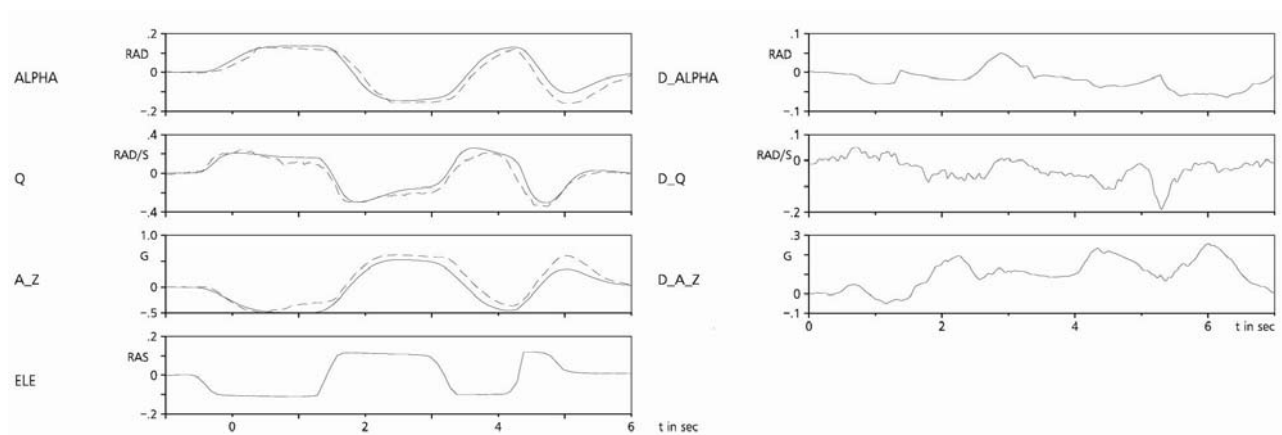 .2
RAD
0
-.2
ALPHA
.4
RAD/S
0
-.4
Q
1.0
G
0
-.5
A_Z
.2
RAS
0
-.2
ELE
0 2 4 6 t in sec
.1
RAD
0
-.1
D_ALPHA
.1
RAD/S
0
-.2
D_Q
.3
G
0
-.1
D_A_Z
0 2 4 6 t in sec